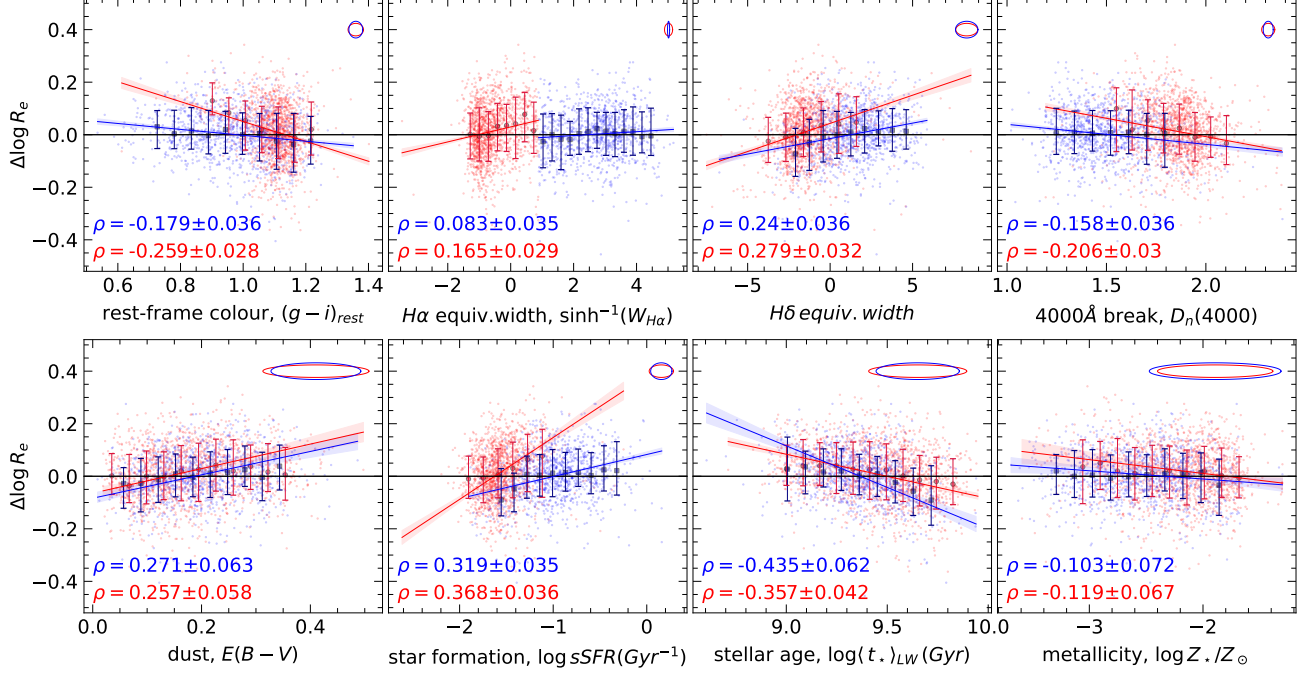 0.4
0.2
0.0
−0.2
−0.4
Δlog R_e
ρ = -0.179±0.036
ρ = -0.259±0.028
0.6 0.8 1.0 1.2 1.4
rest-frame colour, (g − i)_rest
ρ = 0.083±0.035
ρ = 0.165±0.029
−4 −2 0 2 4
Hα equiv.width, sinh⁻¹(W_Hα)
ρ = 0.24±0.036
ρ = 0.279±0.032
−5 0 5
Hδ equiv. width
ρ = -0.158±0.036
ρ = -0.206±0.03
1.0 1.5 2.0
4000Å break, D_n(4000)
0.4
0.2
0.0
−0.2
−0.4
Δlog R_e
ρ = 0.271±0.063
ρ = 0.257±0.058
0.0 0.2 0.4
dust, E(B − V)
ρ = 0.319±0.035
ρ = 0.368±0.036
−2 −1 0
star formation, log sSFR(Gyr⁻¹)
ρ = -0.435±0.062
ρ = -0.357±0.042
9.0 9.5 10.0
stellar age, log⟨t⋆⟩_LW(Gyr)
ρ = -0.103±0.072
ρ = -0.119±0.067
−3 −2
metallicity, log Z⋆/Z⊙